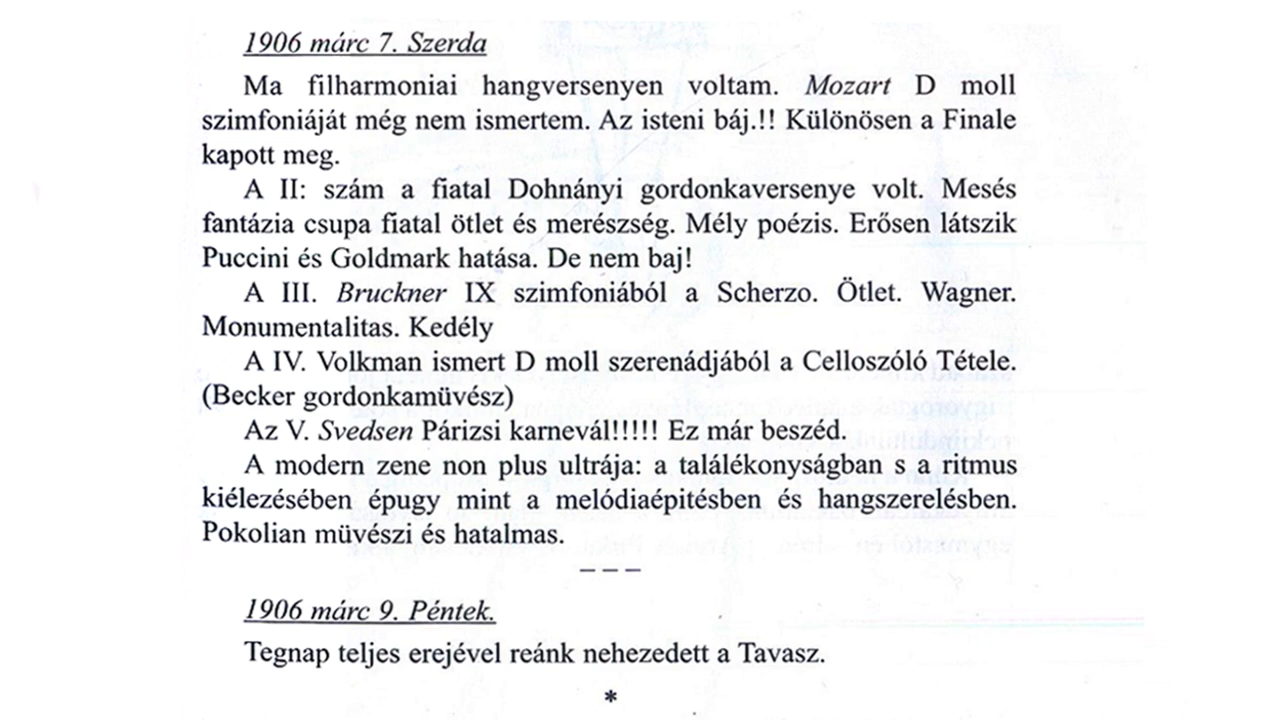 1906 márc 7. Szerda
Ma filharmoniai hangversenyen voltam. Mozart D moll
szimfoniáját még nem ismertem. Az isteni báj.!! Különösen a Finale
kapott meg.
A II: szám a fiatal Dohnányi gordonkaversenye volt. Mesés
fantázia csupa fiatal ötlet és merészség. Mély poézis. Erősen látszik
Puccini és Goldmark hatása. De nem baj!
A III. Bruckner IX szimfoniából a Scherzo. Ötlet. Wagner.
Monumentalitas. Kedély
A IV. Volkman ismert D moll szerenádjából a Celloszóló Tétele.
(Becker gordonkamüvész)
Az V. Svedsen Párizsi karnevál!!!!! Ez már beszéd.
A modern zene non plus ultrája: a találékonyságban s a ritmus
kiélezésében épugy mint a melódiaépitésben és hangszerelésben.
Pokolian müvészi és hatalmas.
– – –
1906 márc 9. Péntek.
Tegnap teljes erejével reánk nehezedett a Tavasz.
*